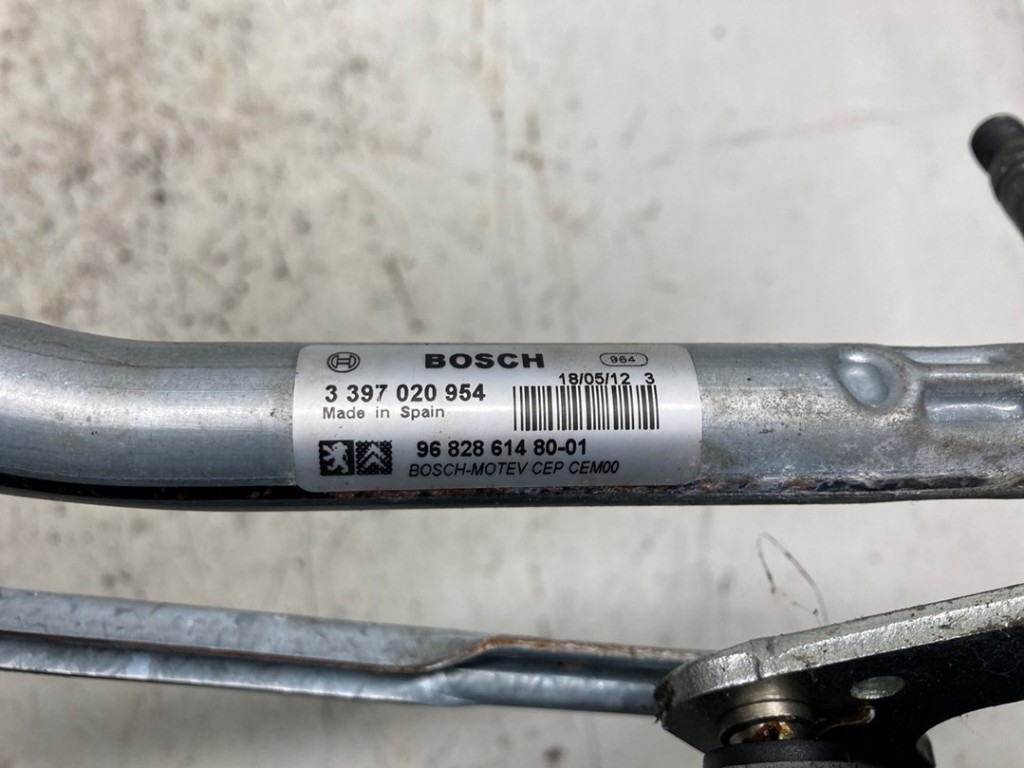 BOSCH 964
18/05/12 3
3 397 020 954
Made in Spain
96 828 614 80-01
BOSCH-MOTEV CEP CEM00